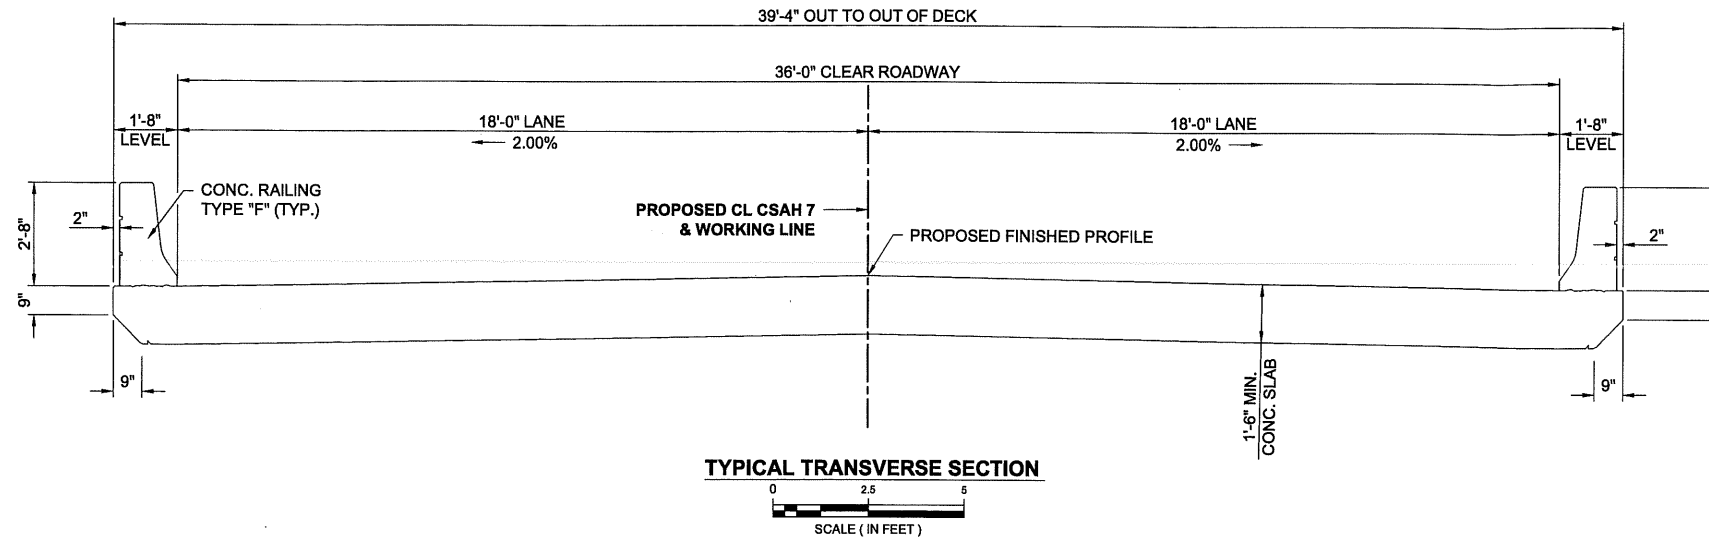 39'-4" OUT TO OUT OF DECK
36'-0" CLEAR ROADWAY
1'-8"
LEVEL
18'-0" LANE
2.00%
18'-0" LANE
2.00%
1'-8"
LEVEL
CONC. RAILING
TYPE "F" (TYP.)
2'-8"
2"
PROPOSED CL CSAH 7
& WORKING LINE
PROPOSED FINISHED PROFILE
2"
9"
9"
1'-6" MIN.
CONC. SLAB
9"
TYPICAL TRANSVERSE SECTION
0 2.5 5
SCALE ( IN FEET )